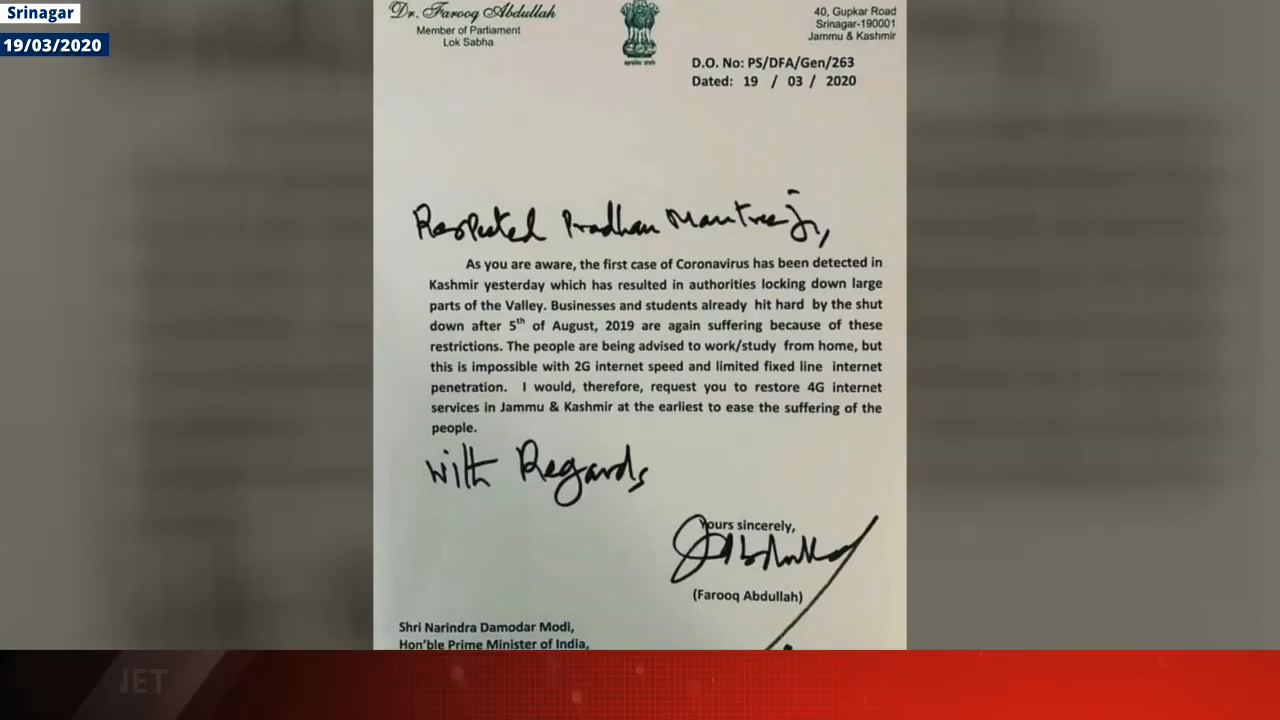 Srinagar
19/03/2020
Dr. Farooq Abdullah
Member of Parliament
Lok Sabha
40, Gupkar Road
Srinagar-190001
Jammu & Kashmir
D.O. No: PS/DFA/Gen/263
Dated: 19 / 03 / 2020
Respected Pradhan Mantree ji,
As you are aware, the first case of Coronavirus has been detected in
Kashmir yesterday which has resulted in authorities locking down large
parts of the Valley. Businesses and students already hit hard by the shut
down after 5th of August, 2019 are again suffering because of these
restrictions. The people are being advised to work/study from home, but
this is impossible with 2G internet speed and limited fixed line internet
penetration. I would, therefore, request you to restore 4G internet
services in Jammu & Kashmir at the earliest to ease the suffering of the
people.
With Regards
Yours sincerely,
(Farooq Abdullah)
Shri Narindra Damodar Modi,
Hon'ble Prime Minister of India,
NET